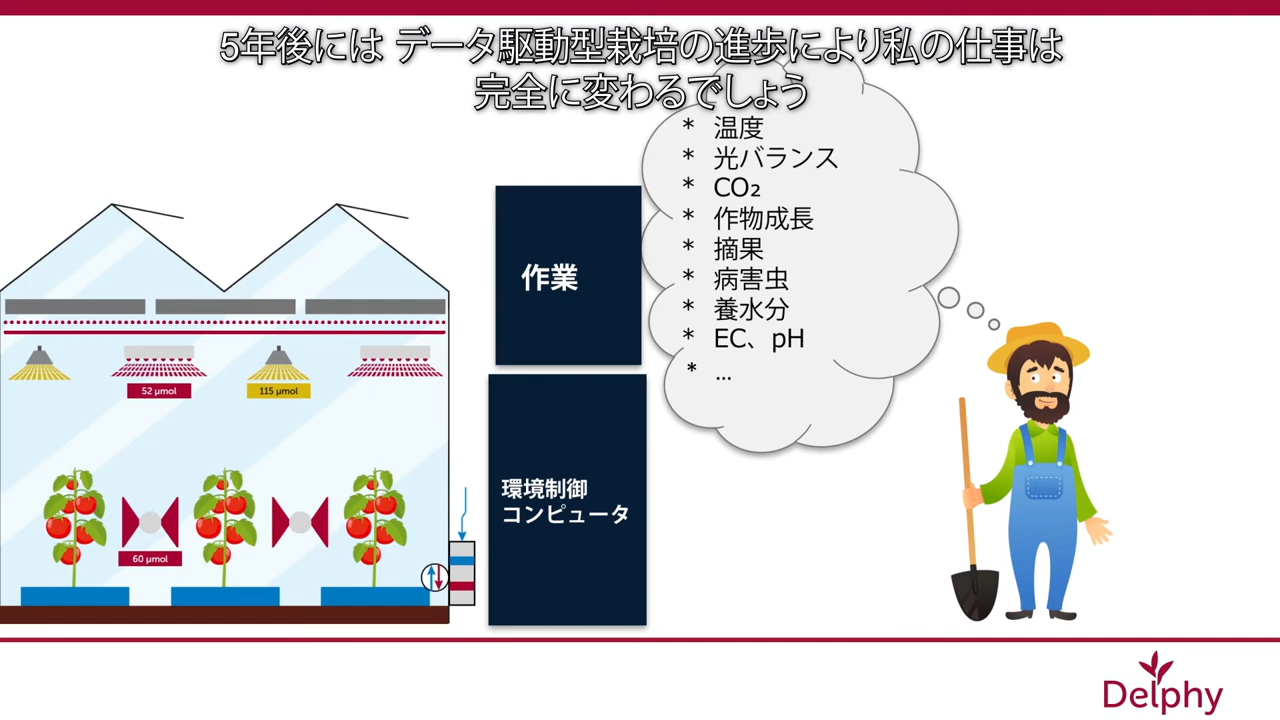 5年後には データ駆動型栽培の進歩により私の仕事は
完全に変わるでしょう
* 温度
* 光バランス
* CO₂
* 作物成長
* 摘果
* 病害虫
* 養水分
* EC、pH
* ...
作業
環境制御
コンピュータ
52 µmol
115 µmol
60 µmol
Delphy